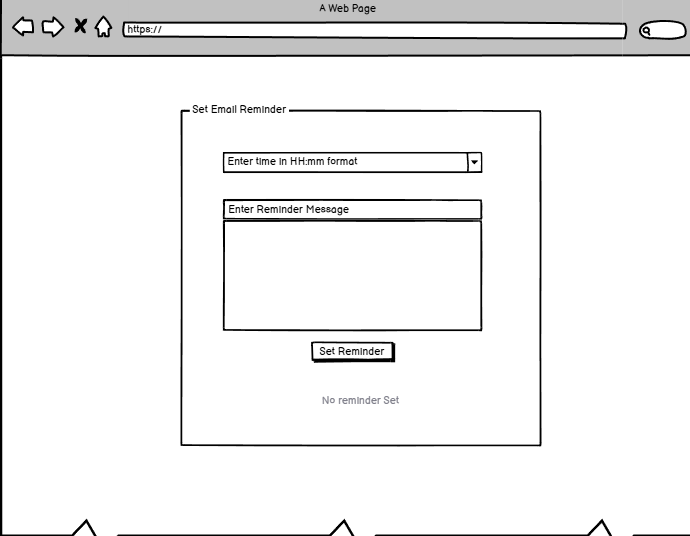 A Web Page
https://
Set Email Reminder
Enter time in HH:mm format
Enter Reminder Message
Set Reminder
No reminder Set